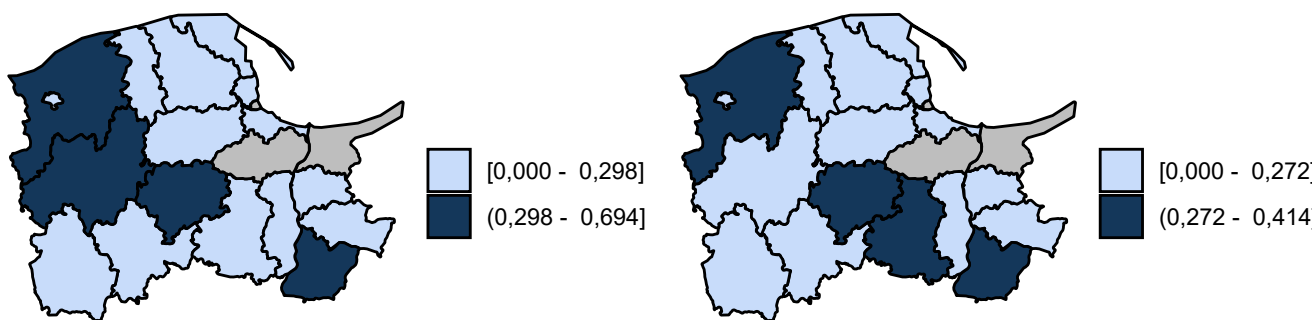 [0,000 - 0,298]
(0,298 - 0,694]
[0,000 - 0,272]
(0,272 - 0,414]